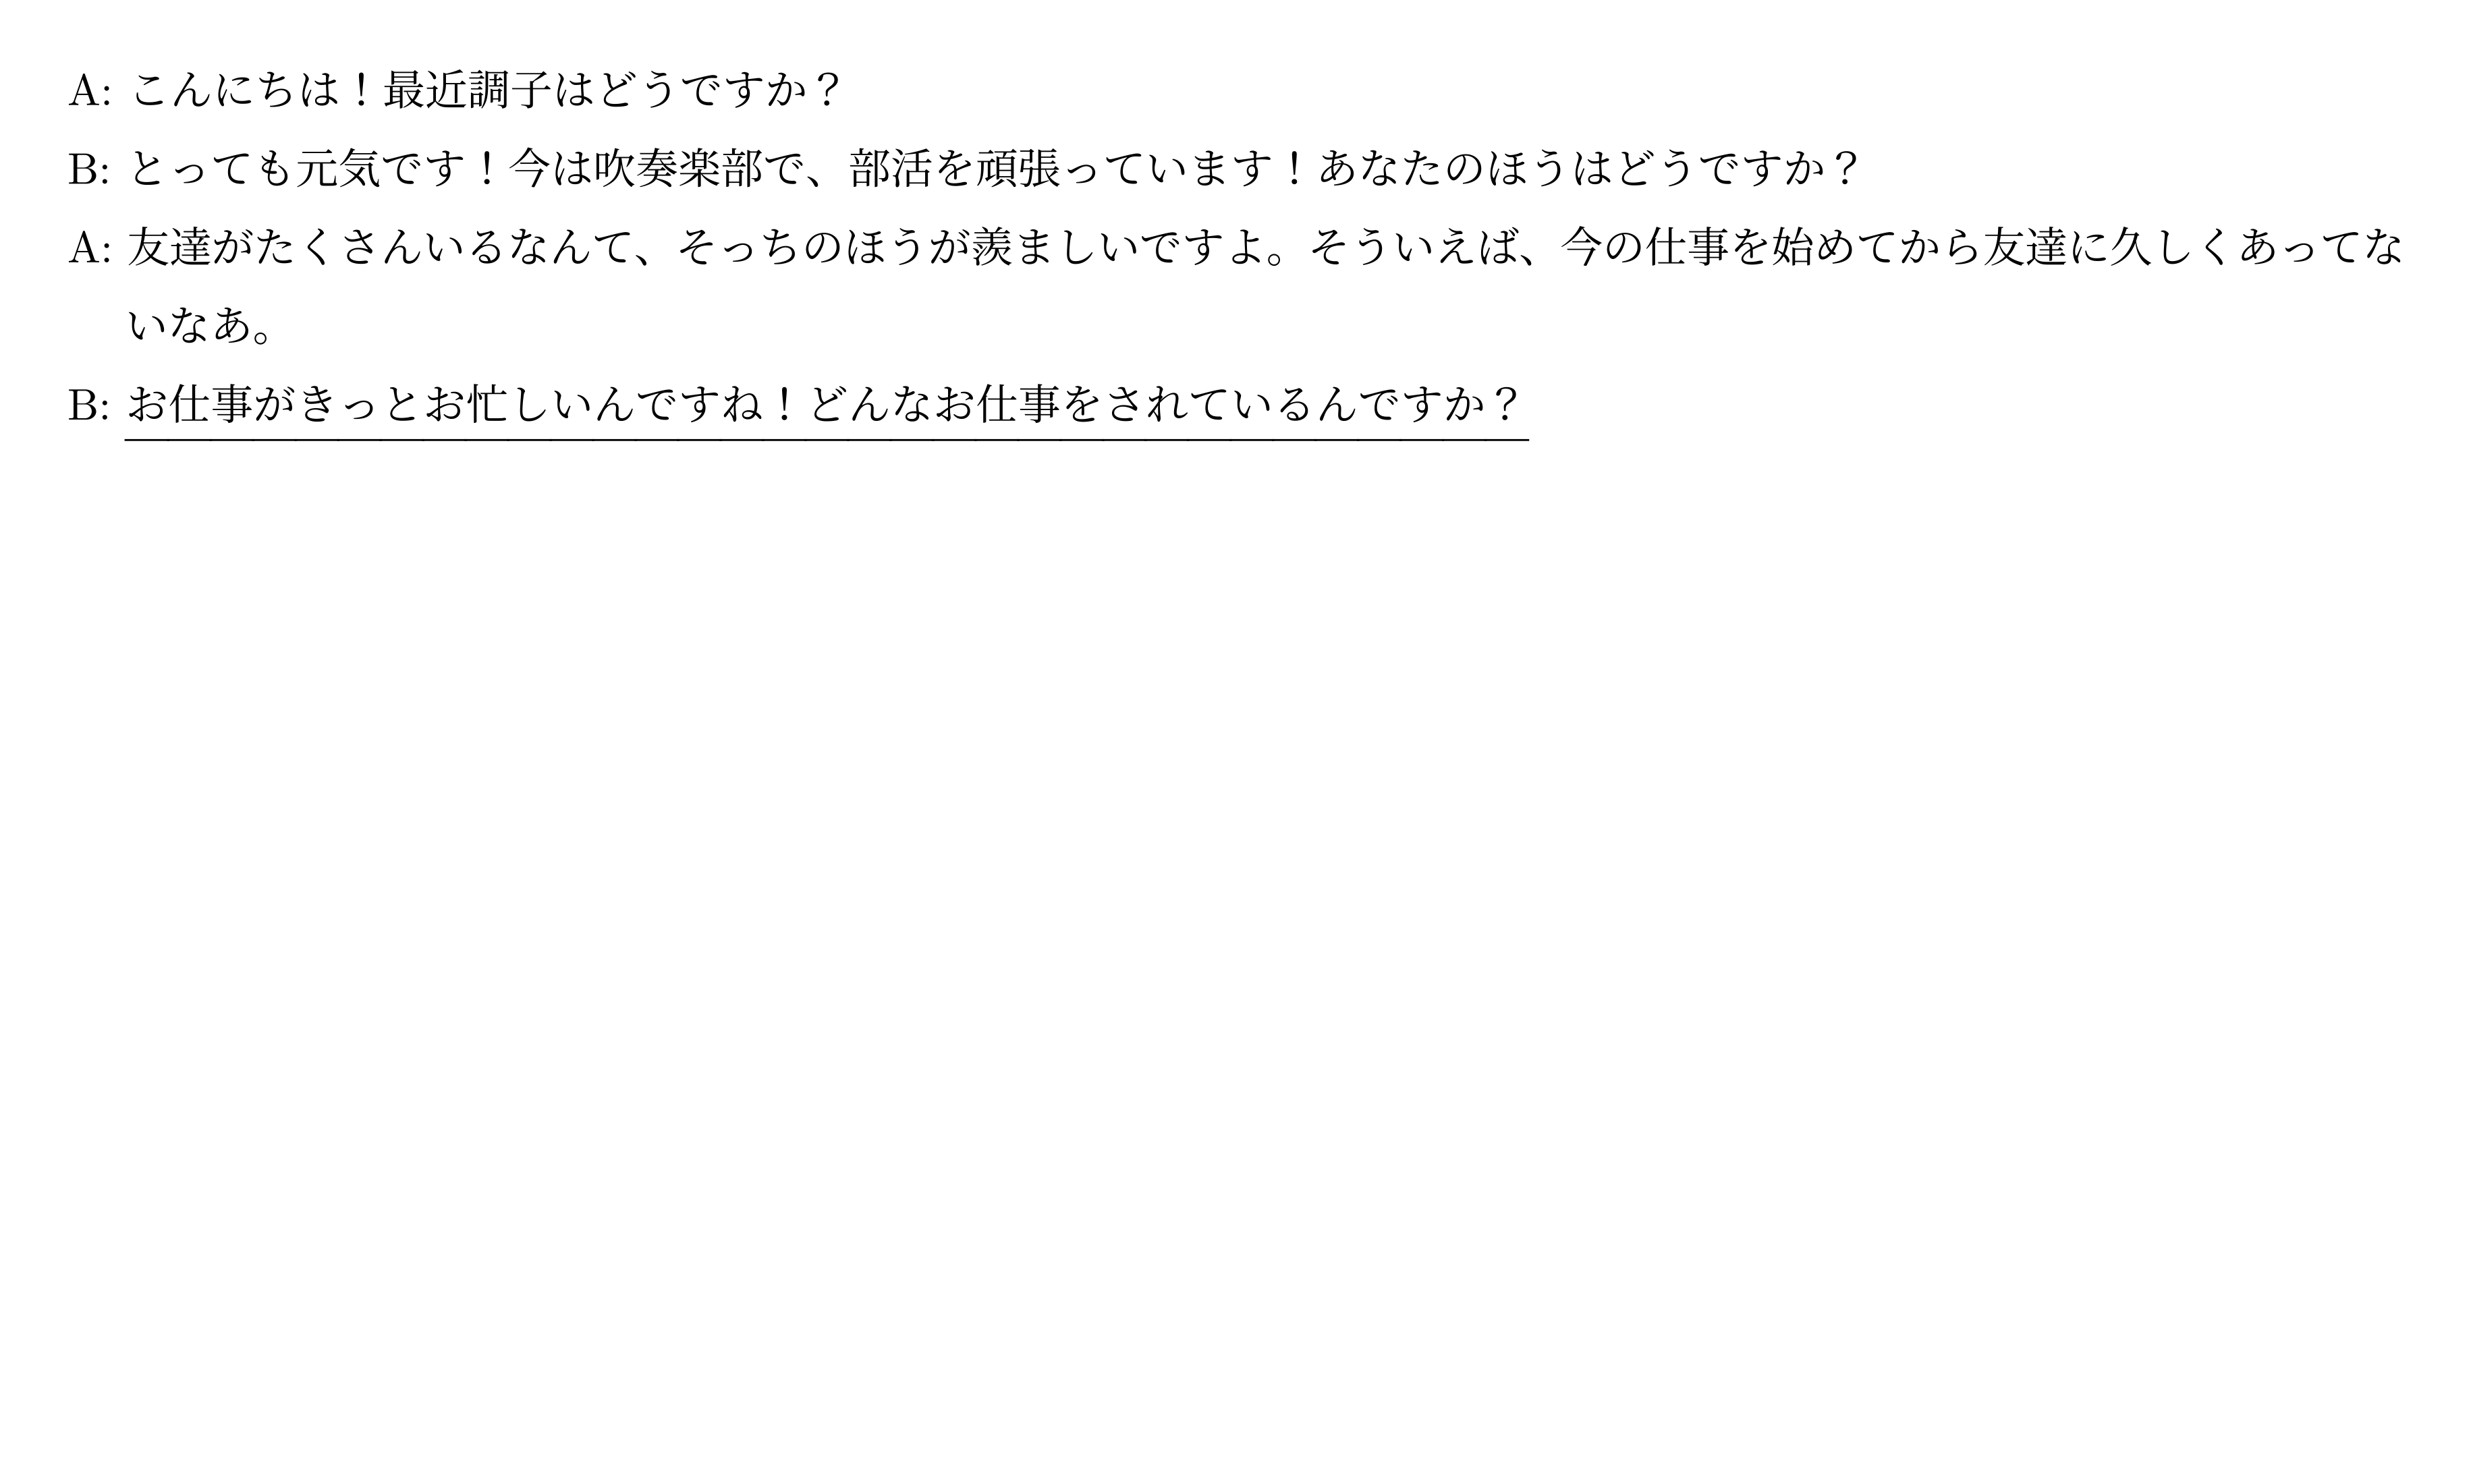 A: こんにちは！最近調子はどうですか？
B: とっても元気です！今は吹奏楽部で、部活を頑張っています！あなたのほうはどうですか？
A: 友達がたくさんいるなんて、そっちのほうが羨ましいですよ。そういえば、今の仕事を始めてから友達に久しくあってな
いなあ。
B: お仕事がきっとお忙しいんですね！どんなお仕事をされているんですか？